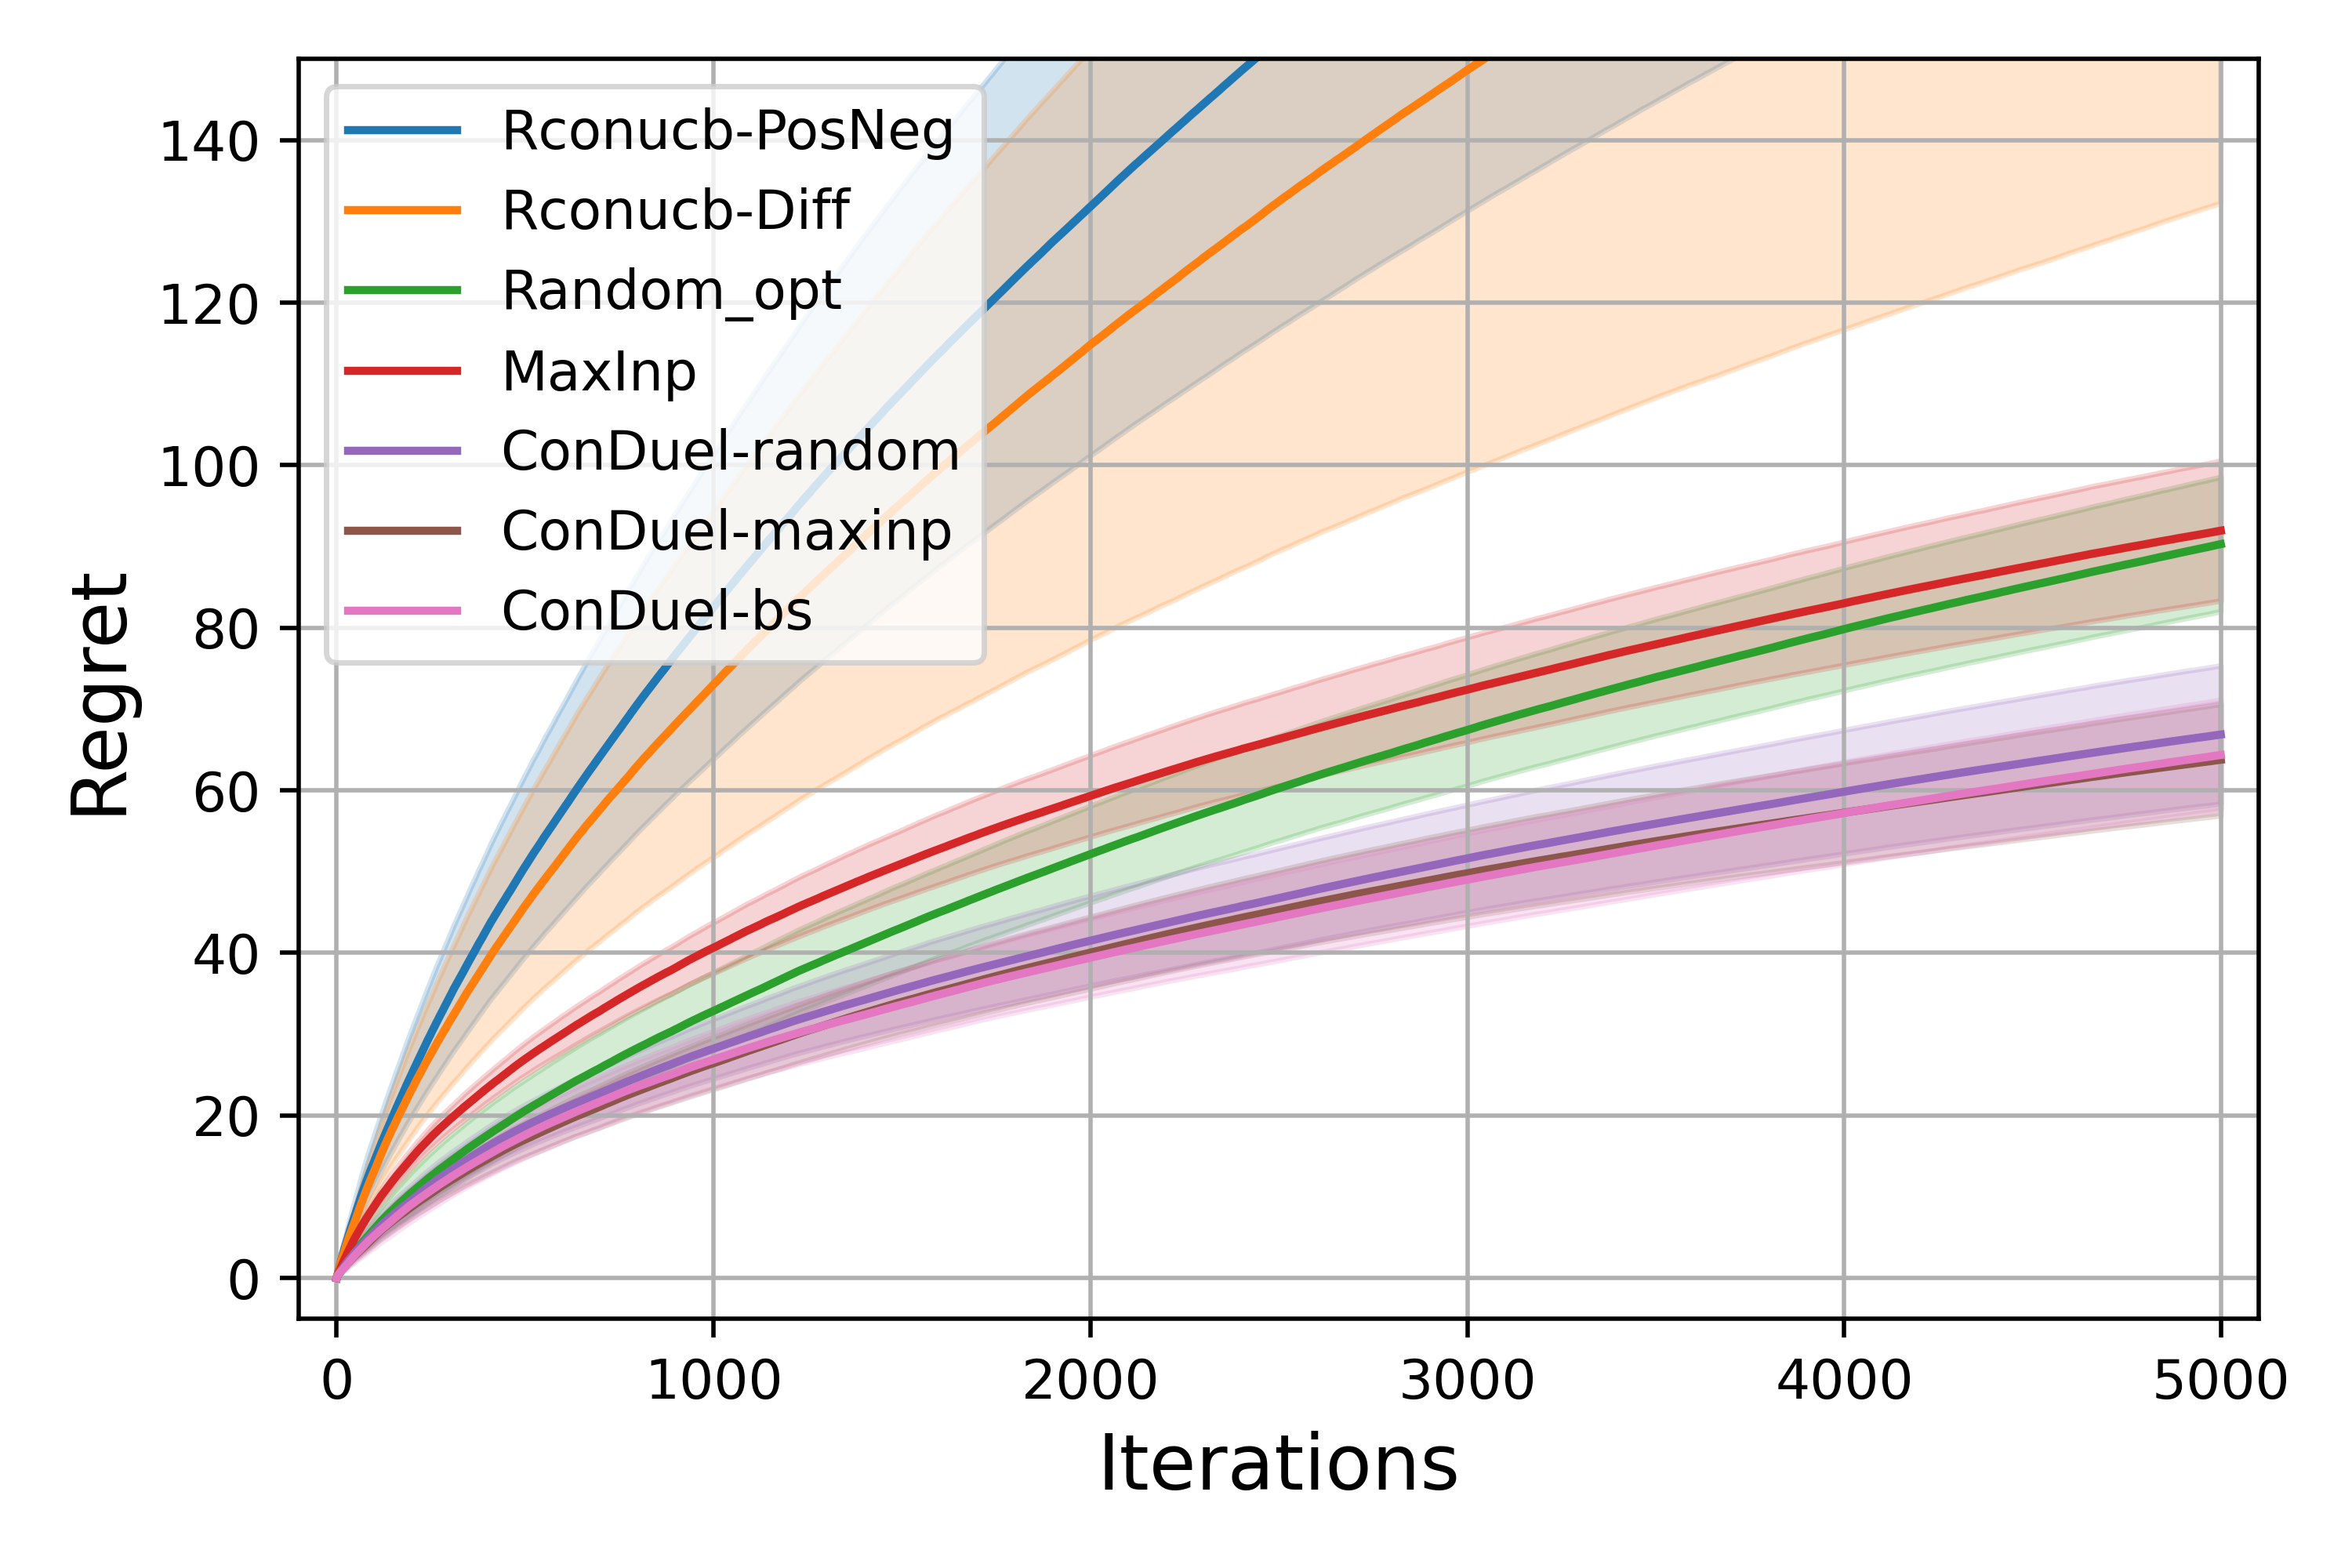 Rconucb-PosNeg
Rconucb-Diff
Random_opt
MaxInp
ConDuel-random
ConDuel-maxinp
ConDuel-bs
140
120
100
80
60
40
20
0
Regret
0 1000 2000 3000 4000 5000
Iterations